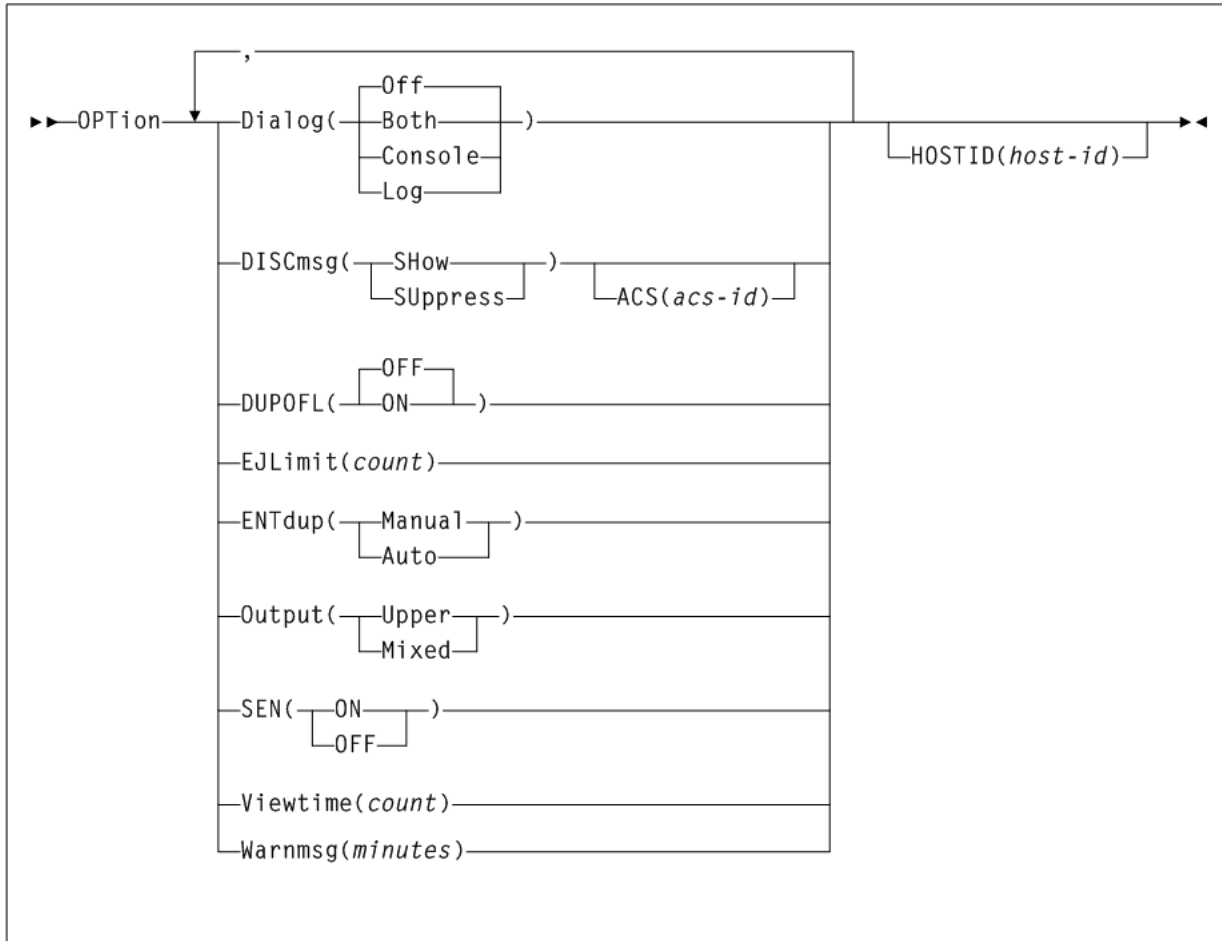 ,
Off
OPTion Dialog( Both )
Console
Log
HOSTID(host-id)
DISCmsg( SHow )
SUppress
ACS(acs-id)
OFF
DUPOFL( ON )
EJLimit(count)
ENTdup( Manual )
Auto
Output( Upper )
Mixed
SEN( ON )
OFF
Viewtime(count)
Warnmsg(minutes)